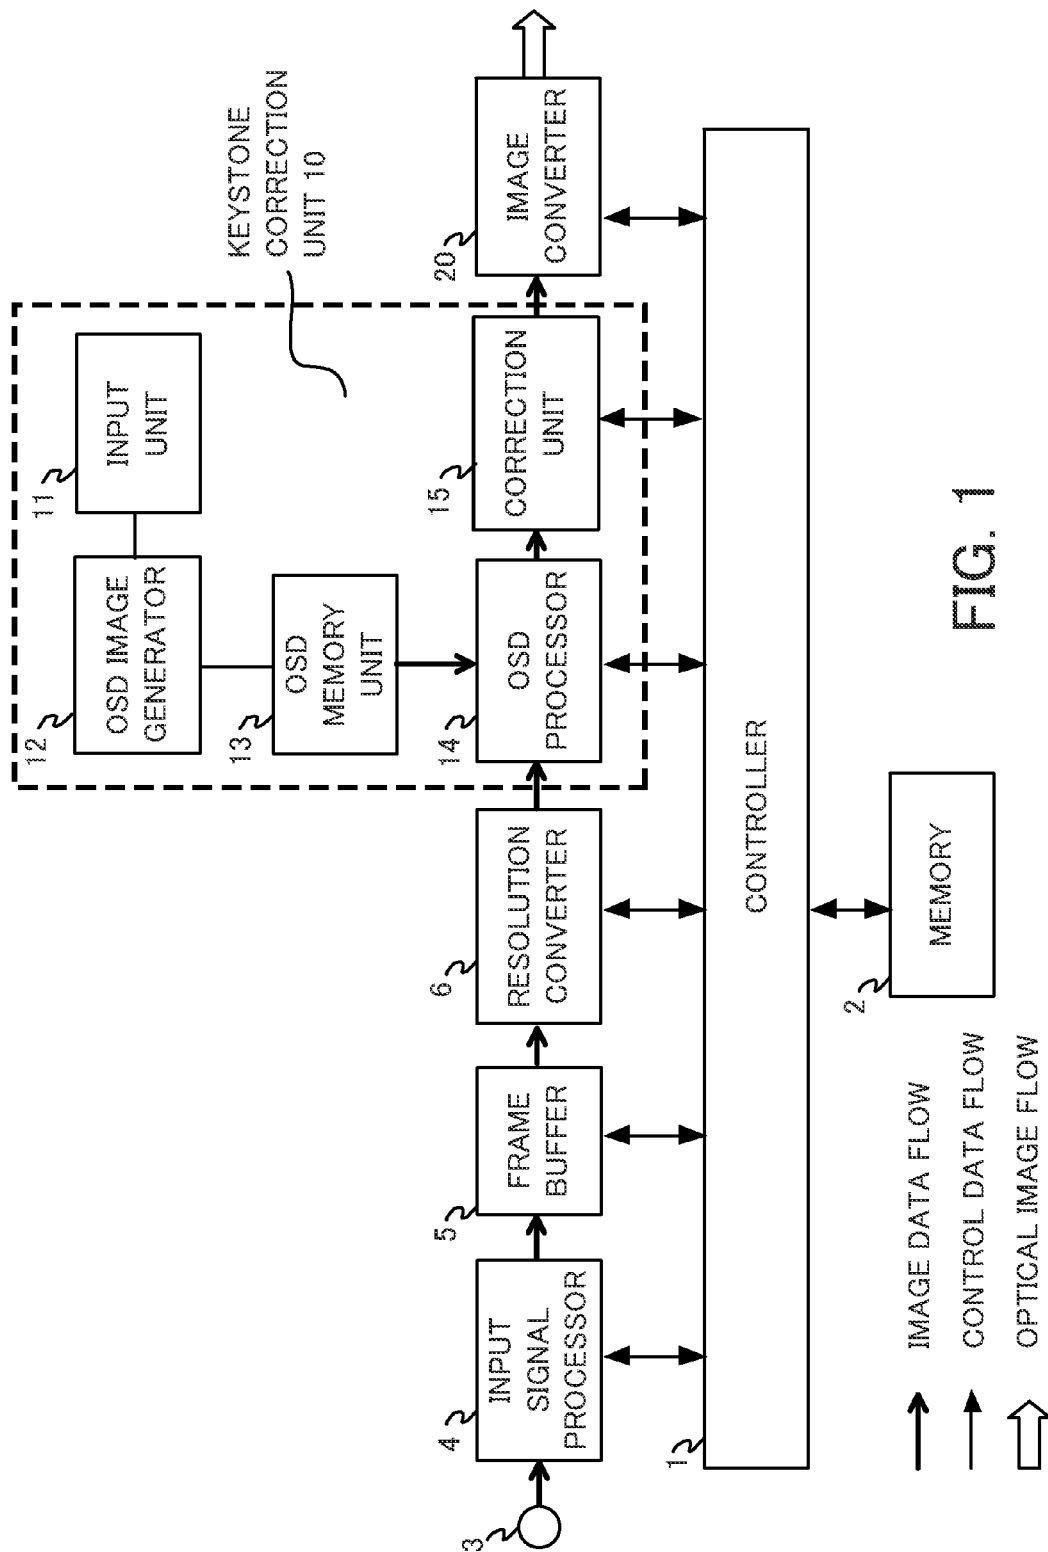 KEYSTONE
CORRECTION
UNIT 10
11
INPUT
UNIT
12
OSD IMAGE
GENERATOR
13
OSD
MEMORY
UNIT
3
4
INPUT
SIGNAL
PROCESSOR
5
FRAME
BUFFER
6
RESOLUTION
CONVERTER
14
OSD
PROCESSOR
15
CORRECTION
UNIT
20
IMAGE
CONVERTER
1
CONTROLLER
2
MEMORY
IMAGE DATA FLOW
CONTROL DATA FLOW
OPTICAL IMAGE FLOW
FIG. 1